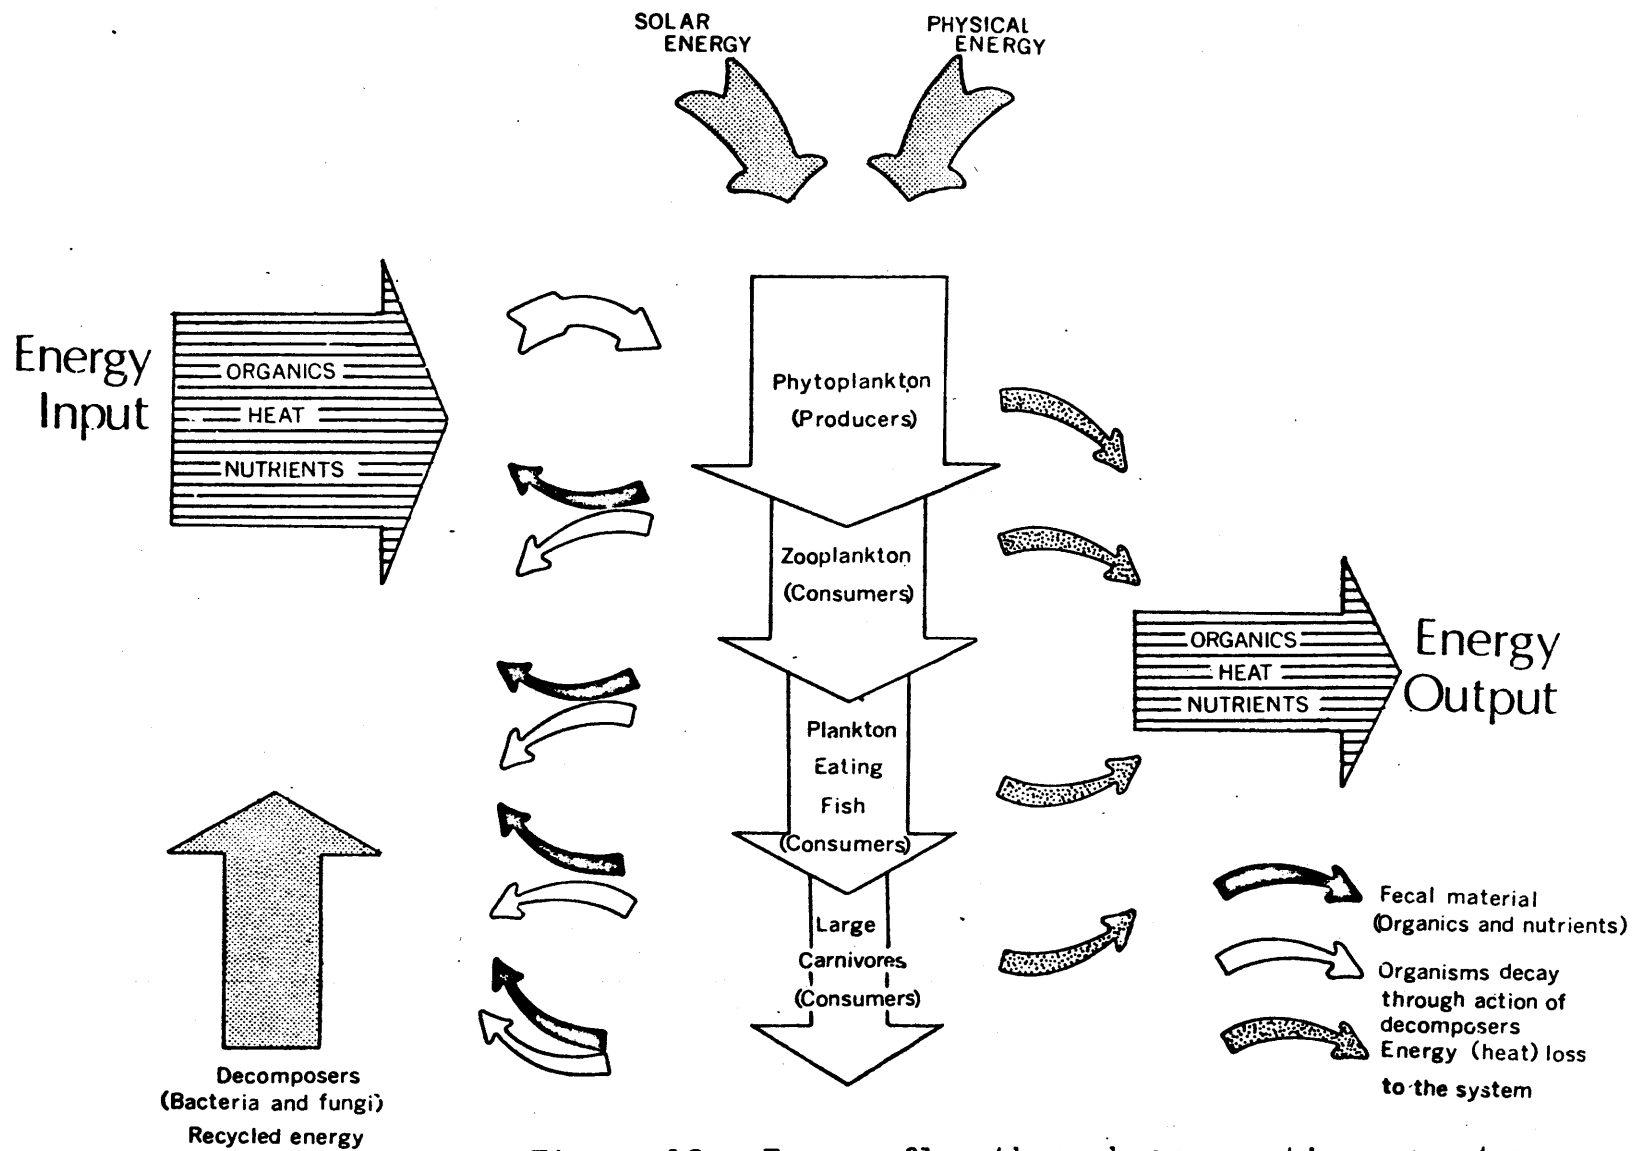 SOLAR
ENERGY
PHYSICAL
ENERGY
Energy
Input
ORGANICS
HEAT
NUTRIENTS
Phytoplankton
(Producers)
Zooplankton
(Consumers)
Plankton
Eating
Fish
(Consumers)
Large
Carnivores
(Consumers)
ORGANICS
HEAT
NUTRIENTS
Energy
Output
Decomposers
(Bacteria and fungi)
Recycled energy
Fecal material
(Organics and nutrients)
Organisms decay
through action of
decomposers
Energy (heat) loss
to the system